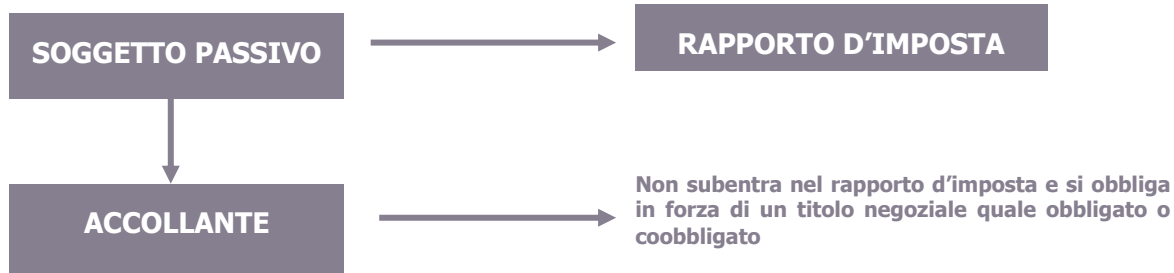 SOGGETTO PASSIVO
RAPPORTO D’IMPOSTA
ACCOLLANTE
Non subentra nel rapporto d’imposta e si obbliga
in forza di un titolo negoziale quale obbligato o
coobbligato